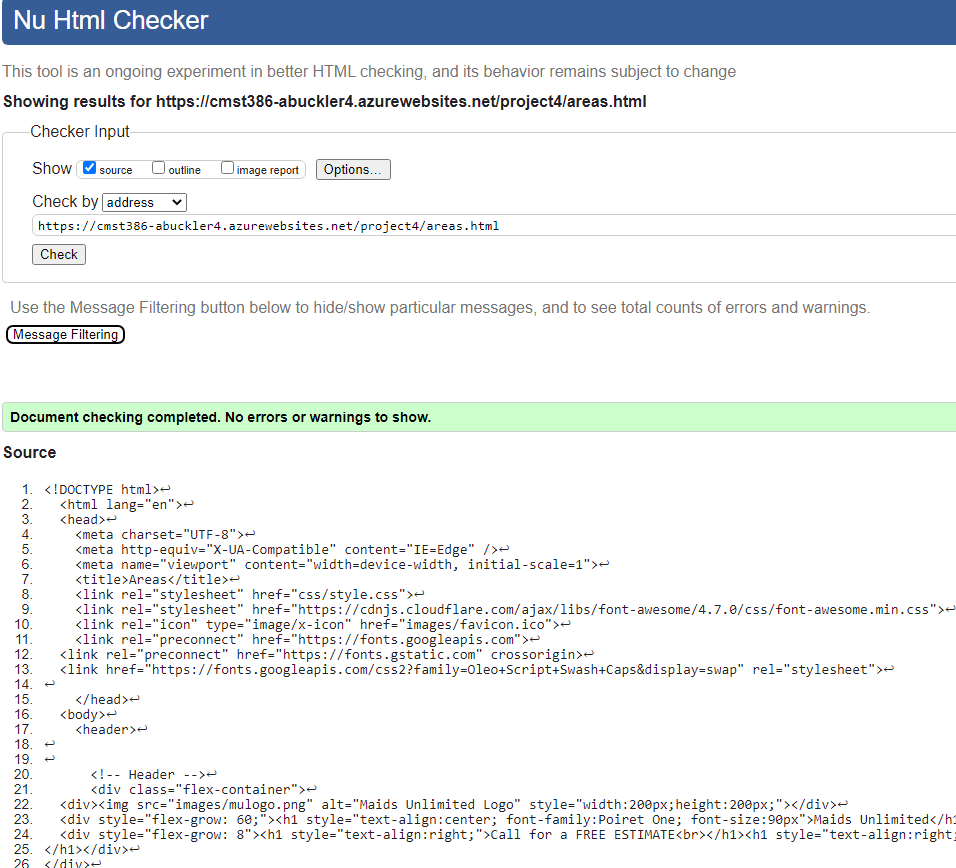 Nu Html Checker
This tool is an ongoing experiment in better HTML checking, and its behavior remains subject to change
Showing results for https://cmst386-abuckler4.azurewebsites.net/project4/areas.html
Checker Input
Show source outline image report Options...
Check by address
https://cmst386-abuckler4.azurewebsites.net/project4/areas.html
Check
Use the Message Filtering button below to hide/show particular messages, and to see total counts of errors and warnings.
Message Filtering
Document checking completed. No errors or warnings to show.
Source
1. <!DOCTYPE html>↩
2. <html lang="en">↩
3. <head>↩
4. <meta charset="UTF-8">↩
5. <meta http-equiv="X-UA-Compatible" content="IE=Edge" />↩
6. <meta name="viewport" content="width=device-width, initial-scale=1">↩
7. <title>Areas</title>↩
8. <link rel="stylesheet" href="css/style.css">↩
9. <link rel="stylesheet" href="https://cdnjs.cloudflare.com/ajax/libs/font-awesome/4.7.0/css/font-awesome.min.css">↩
10. <link rel="icon" type="image/x-icon" href="images/favicon.ico">↩
11. <link rel="preconnect" href="https://fonts.googleapis.com">↩
12. <link rel="preconnect" href="https://fonts.gstatic.com" crossorigin>↩
13. <link href="https://fonts.googleapis.com/css2?family=Oleo+Script+Swash+Caps&display=swap" rel="stylesheet">↩
14. ↩
15. </head>↩
16. <body>↩
17. <header>↩
18. ↩
19. ↩
20. <!-- Header -->↩
21. <div class="flex-container">↩
22. <div><img src="images/mulogo.png" alt="Maids Unlimited Logo" style="width:200px;height:200px;"></div>↩
23. <div style="flex-grow: 60;"><h1 style="text-align:center; font-family:Poiret One; font-size:90px">Maids Unlimited</h1
24. <div style="flex-grow: 8"><h1 style="text-align:right;">Call for a FREE ESTIMATE<br></h1><h1 style="text-align:right;
25. </h1></div>↩
26. </div>↩